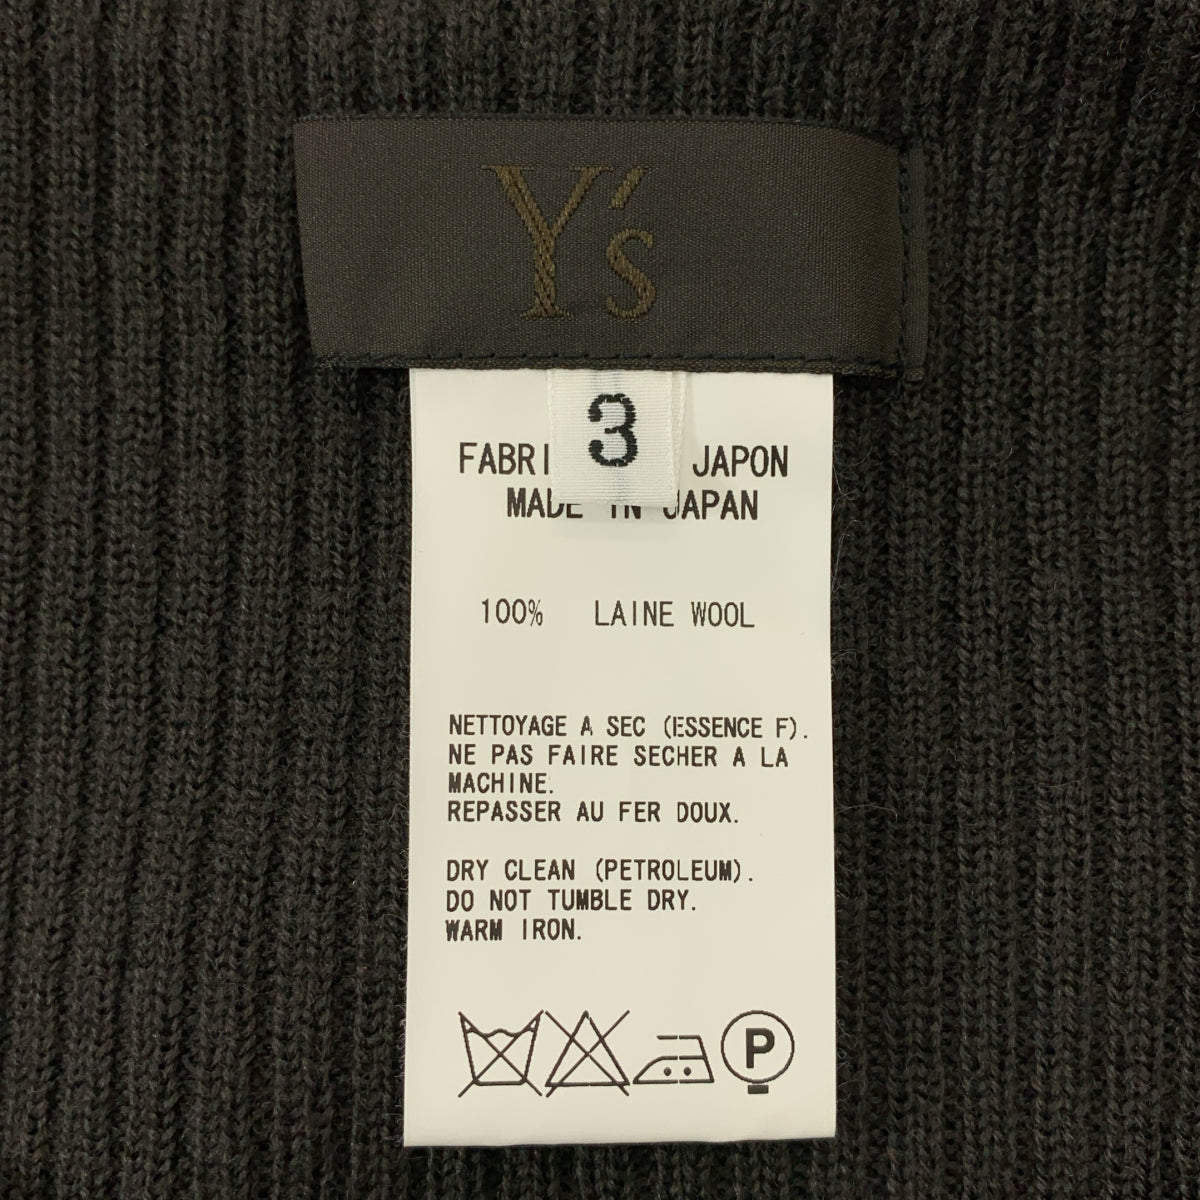 Y's
3
FABRI JAPON
MADE IN JAPAN
100% LAINE WOOL
NETTOYAGE A SEC (ESSENCE F).
NE PAS FAIRE SECHER A LA
MACHINE.
REPASSER AU FER DOUX.
DRY CLEAN (PETROLEUM).
DO NOT TUMBLE DRY.
WARM IRON.
P